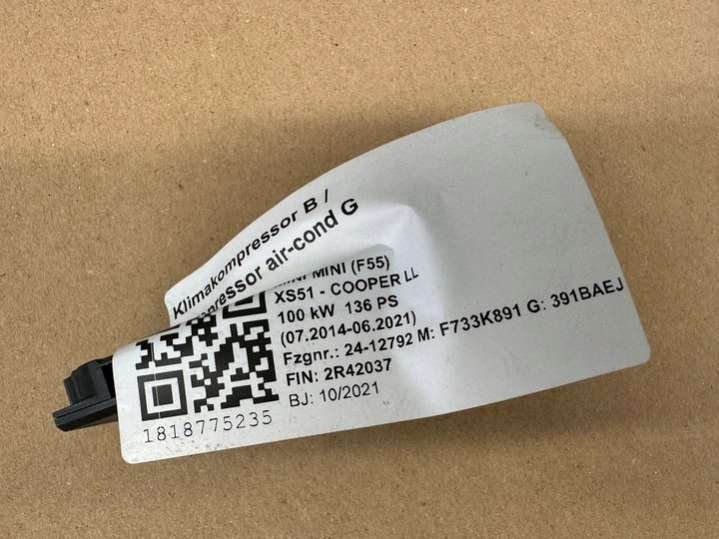 Klimakompressor B /
pressor air-cond G
MINI (F55)
XS51 - COOPER LL
100 kW 136 PS
(07.2014-06.2021)
Fzgnr.: 24-12792 M: F733K891 G: 391BAEJ
FIN: 2R42037
BJ: 10/2021
1818775235